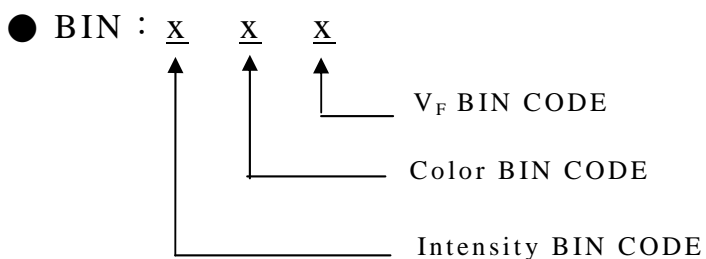 ● BIN：x x x
V_F BIN CODE
Color BIN CODE
Intensity BIN CODE